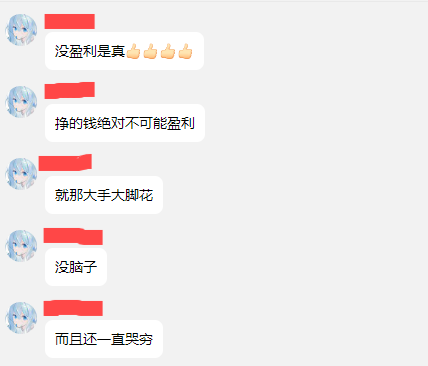 没盈利是真👍👍👍👍
挣的钱绝对不可能盈利
就那大手大脚花
没脑子
而且还一直哭穷